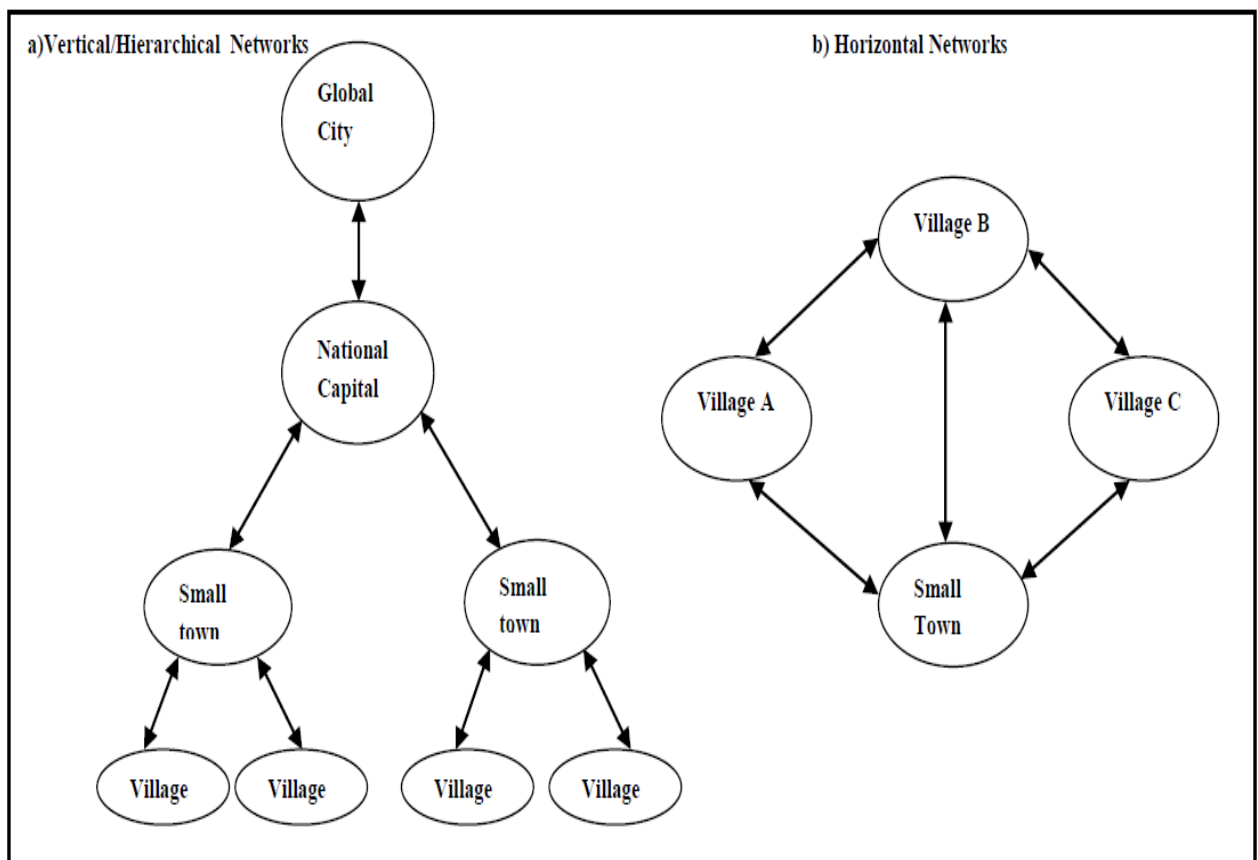 a)Vertical/Hierarchical Networks
Global
City
National
Capital
Small
town
Small
town
Village
Village
Village
Village
b) Horizontal Networks
Village B
Village A
Village C
Small
Town